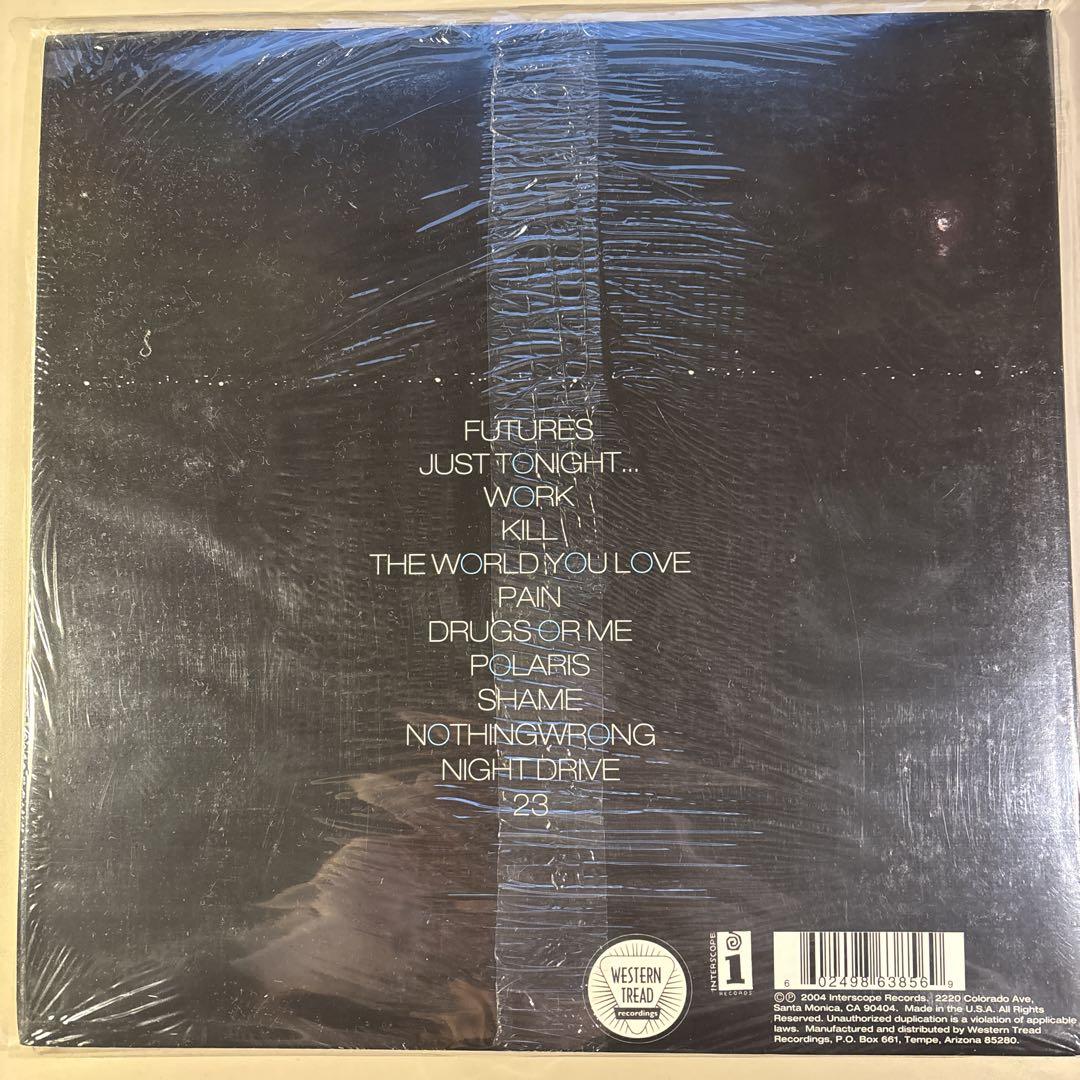 FUTURES
JUST TONIGHT...
WORK
KILL
THE WORLD YOU LOVE
PAIN
DRUGS OR ME
POLARIS
SHAME
NOTHINGWRONG
NIGHT DRIVE
23
WESTERN
TREAD
recordings
INTERSCOPE
i
RECORDS
6 02498 63856 9
©℗ 2004 Interscope Records. 2220 Colorado Ave,
Santa Monica, CA 90404. Made in the U.S.A. All Rights
Reserved. Unauthorized duplication is a violation of applicable
laws. Manufactured and distributed by Western Tread
Recordings, P.O. Box 661, Tempe, Arizona 85280.